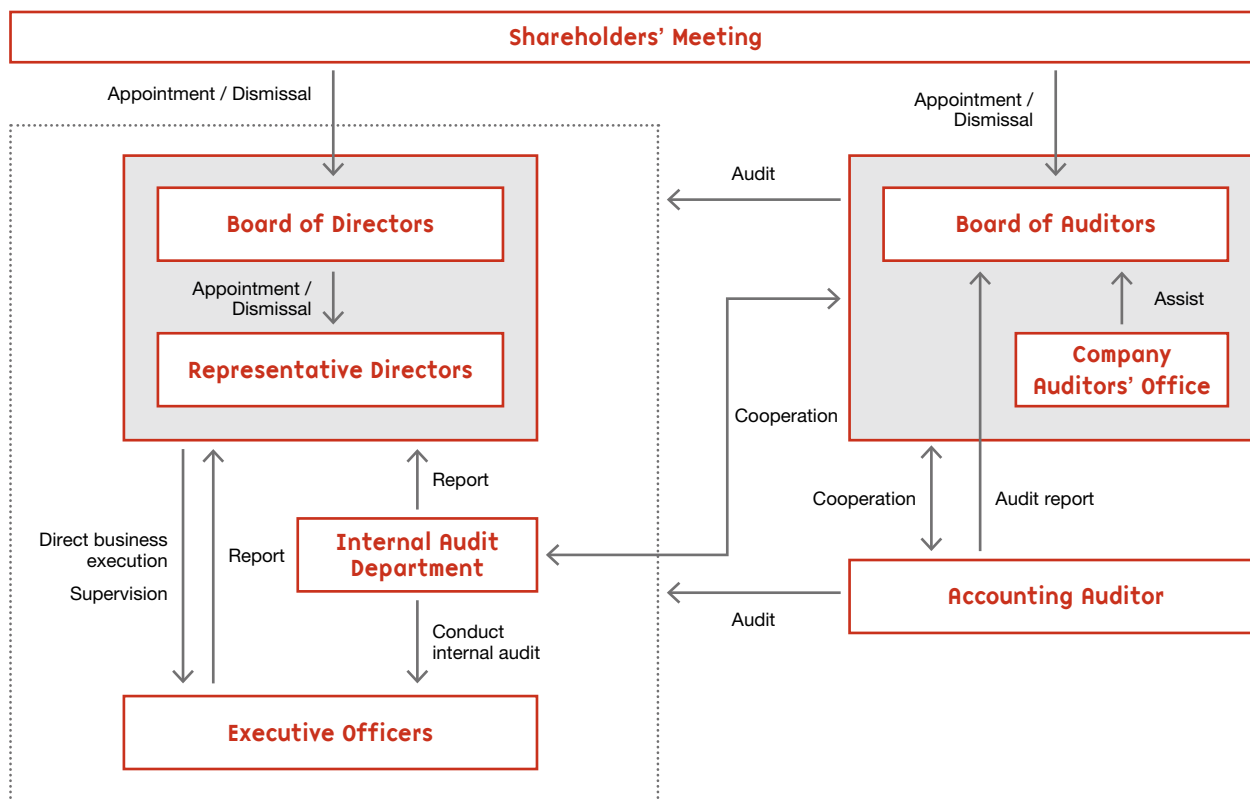 Shareholders’ Meeting
Appointment / Dismissal
Appointment /
Dismissal
Board of Directors
Appointment /
Dismissal
Representative Directors
Audit
Board of Auditors
Assist
Company
Auditors’ Office
Cooperation
Report
Direct business
execution
Supervision
Report
Internal Audit
Department
Conduct
internal audit
Executive Officers
Cooperation
Audit report
Audit
Accounting Auditor